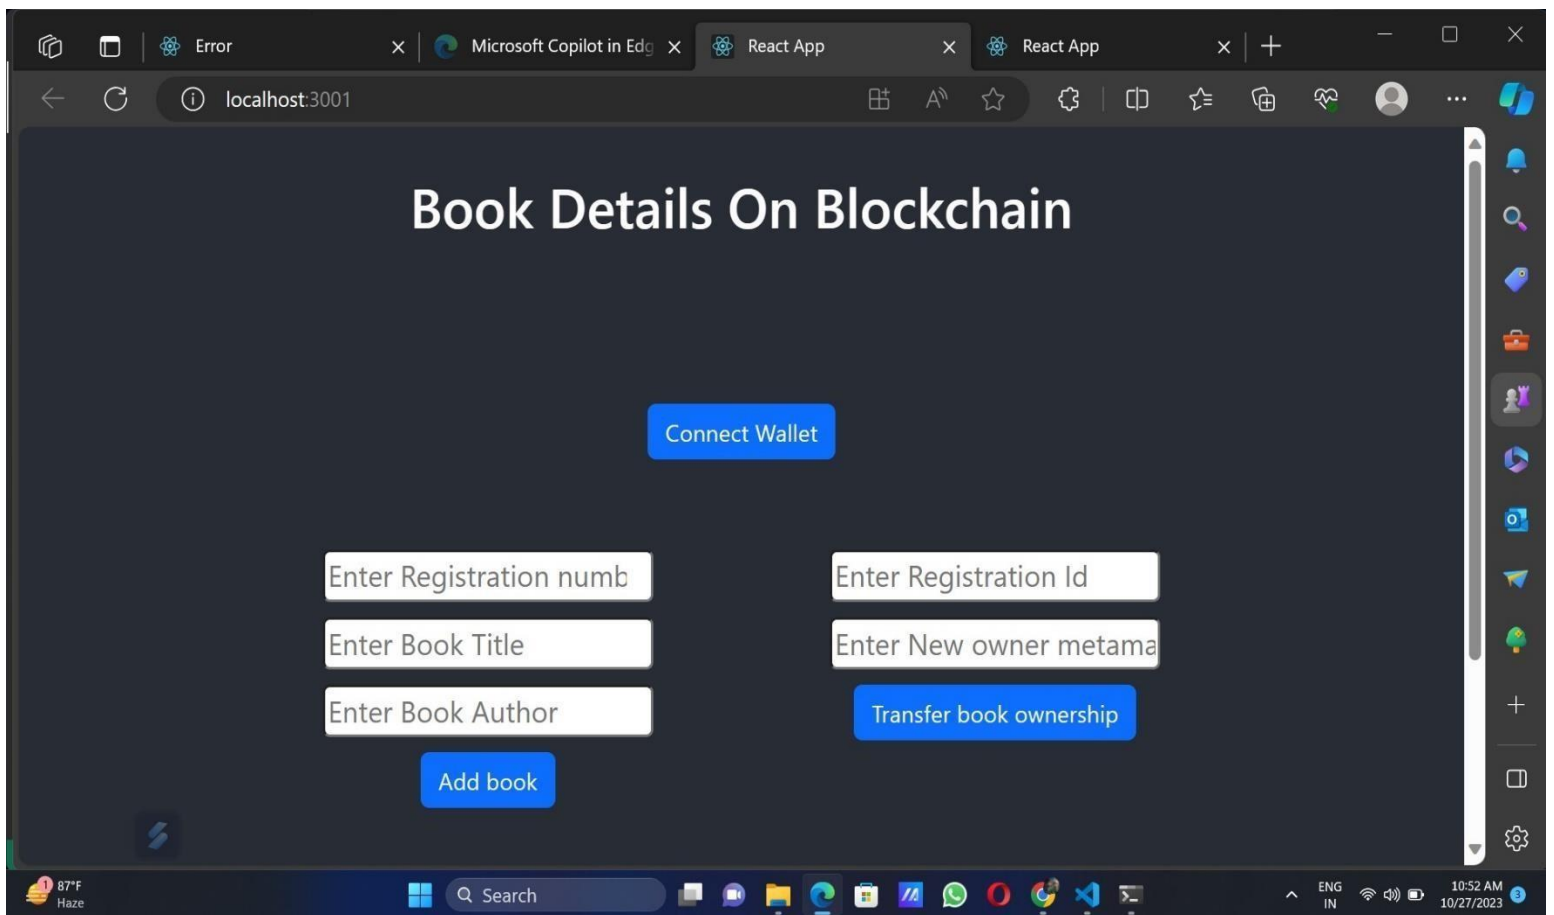 Error
Microsoft Copilot in Edg
React App
React App
localhost:3001
Book Details On Blockchain
Connect Wallet
Enter Registration numb
Enter Registration Id
Enter Book Title
Enter New owner metama
Enter Book Author
Transfer book ownership
Add book
1
87°F
Haze
Search
ENG
IN
10:52 AM
10/27/2023
3